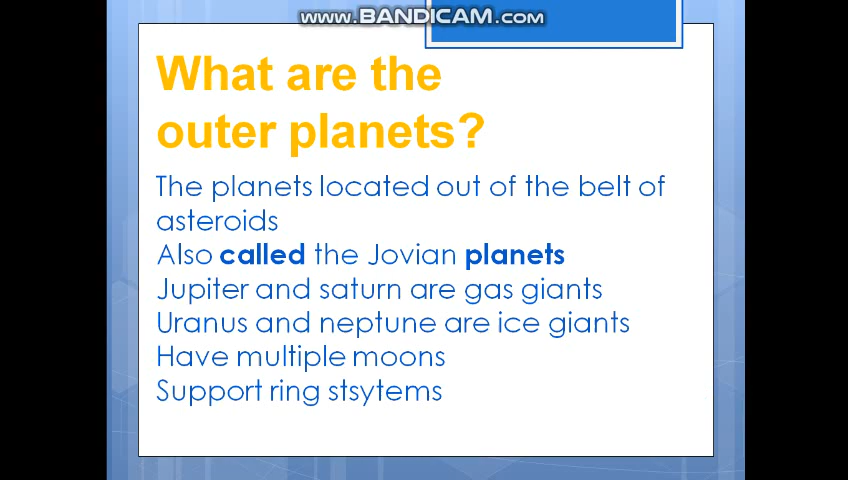 www.BANDICAM.com
What are the
outer planets?
The planets located out of the belt of
asteroids
Also called the Jovian planets
Jupiter and saturn are gas giants
Uranus and neptune are ice giants
Have multiple moons
Support ring stsytems